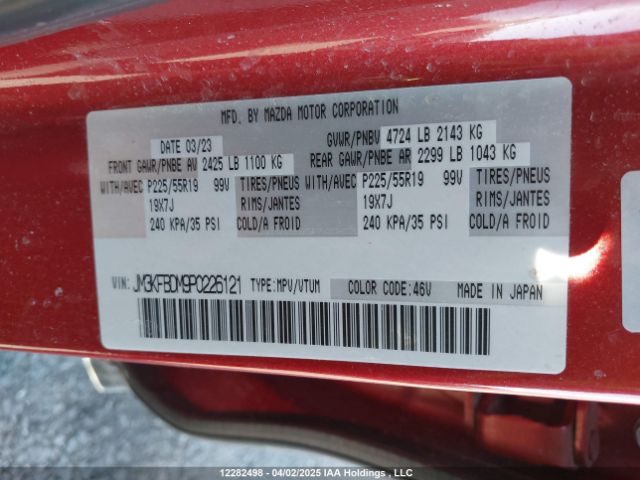 MFD. BY MAZDA MOTOR CORPORATION
DATE 03/23 GVWR/PNBV 4724 LB 2143 KG
FRONT GAWR/PNBE AV 2425 LB 1100 KG REAR GAWR/PNBE AR 2299 LB 1043 KG
WITH/AVEC P225/55R19 99V TIRES/PNEUS WITH/AVEC P225/55R19 99V TIRES/PNEUS
19X7J RIMS/JANTES 19X7J RIMS/JANTES
240 KPA/35 PSI COLD/A FROID 240 KPA/35 PSI COLD/A FROID
VIN: JM3KFBDM9P0226121 TYPE:MPV/VTUM COLOR CODE:46V MADE IN JAPAN
12282498 - 04/02/2025 IAA Holdings , LLC